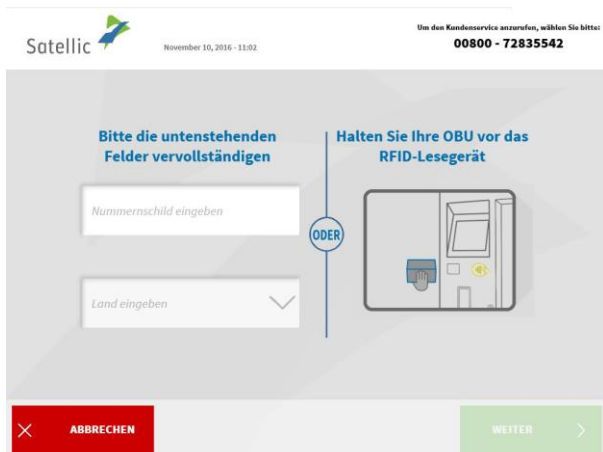 Satellic
November 10, 2016 - 11:02
Um den Kundenservice anzurufen, wählen Sie bitte:
00800 - 72835542
Bitte die untenstehenden
Felder vervollständigen
Nummernschild eingeben
Land eingeben
ODER
Halten Sie Ihre OBU vor das
RFID-Lesegerät
ABBRECHEN
WEITER